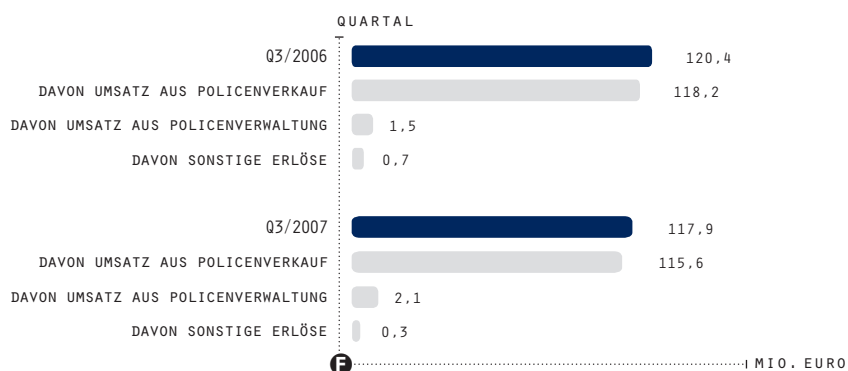 QUARTAL
Q3/2006 120,4
DAVON UMSATZ AUS POLICENVERKAUF 118,2
DAVON UMSATZ AUS POLICENVERWALTUNG 1,5
DAVON SONSTIGE ERLÖSE 0,7
Q3/2007 117,9
DAVON UMSATZ AUS POLICENVERKAUF 115,6
DAVON UMSATZ AUS POLICENVERWALTUNG 2,1
DAVON SONSTIGE ERLÖSE 0,3
F MIO. EURO